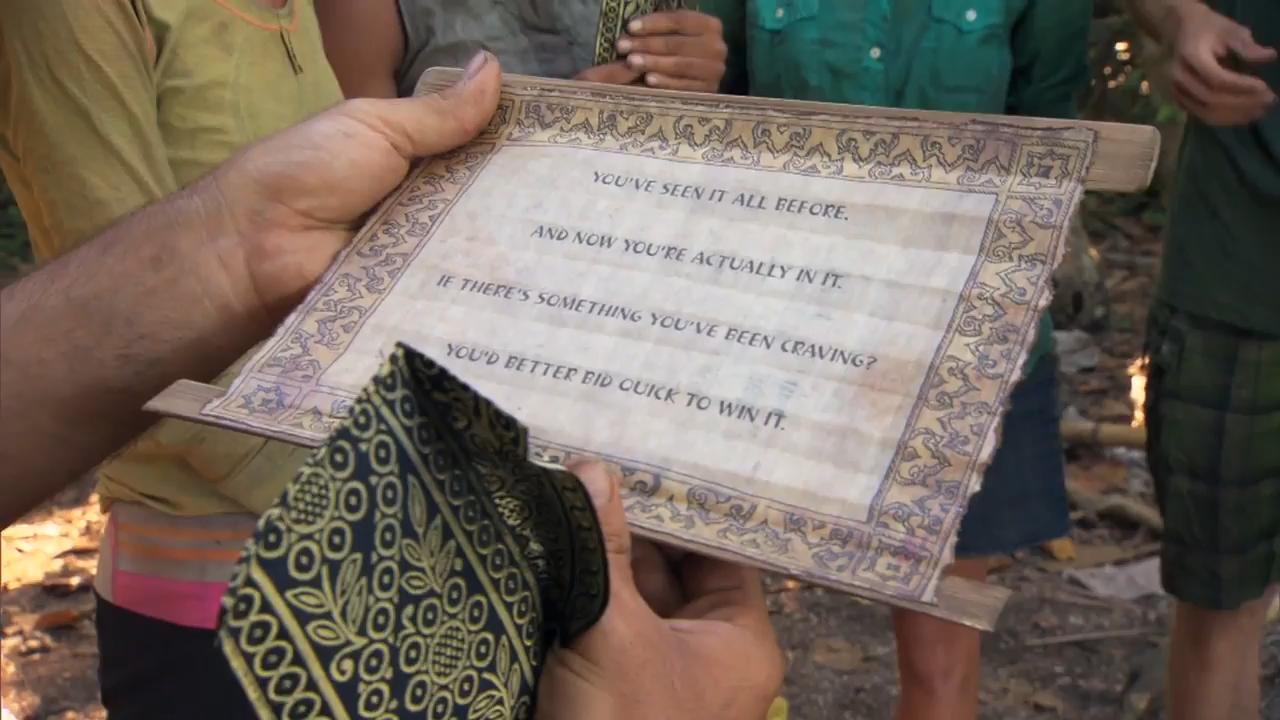 YOU'VE SEEN IT ALL BEFORE.
AND NOW YOU'RE ACTUALLY IN IT.
IF THERE'S SOMETHING YOU'VE BEEN CRAVING?
YOU'D BETTER BID QUICK TO WIN IT.